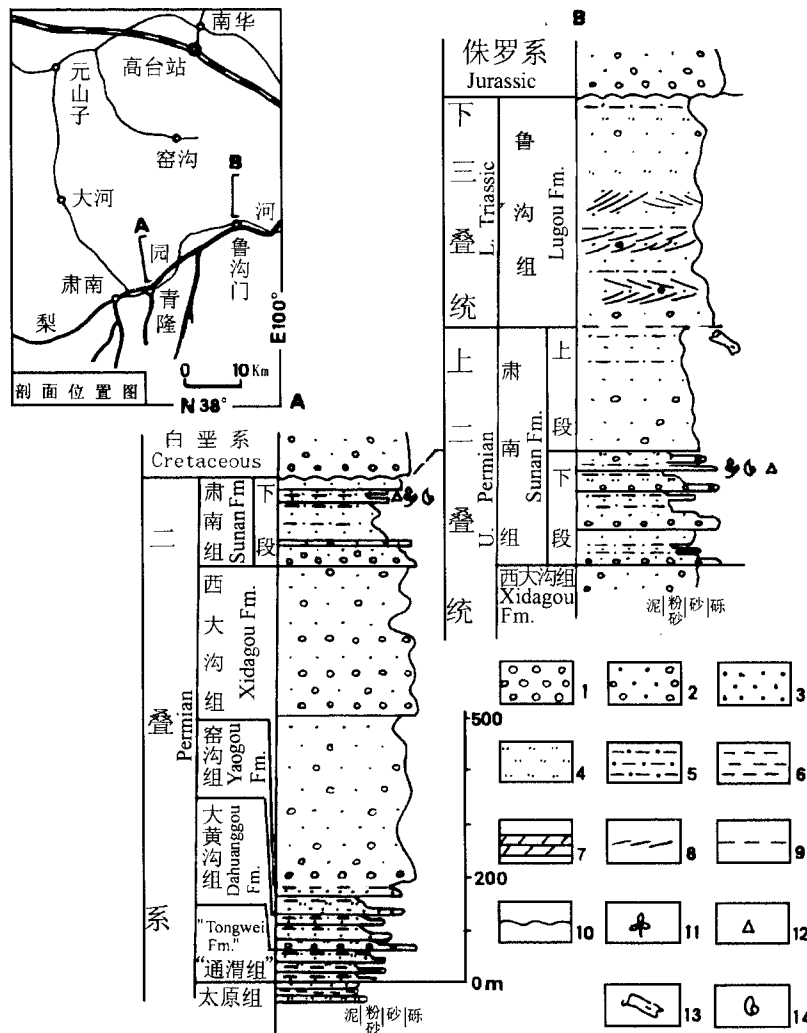 南华
高台站
元山子
窑沟
B
大河
A
园
河
鲁沟门
肃南
青隆
梨
E100°
0 10 Km
剖面位置图
N 38°
B
侏罗系
Jurassic
下三叠统
L. Triassic
鲁沟组
Lugou Fm.
上二叠统
U. Permian
肃南组
Sunan Fm.
上段
下段
西大沟组
Xidagou
Fm.
泥 粉砂 砂 砾
A
白垩系
Cretaceous
二叠系
Permian
肃南组
Sunan Fm
下段
西大沟组
Xidagou Fm.
窑沟组
Yaogou
Fm.
大黄沟组
Dahuanggou
Fm.
"Tongwei
Fm."
“通渭组”
太原组
泥 粉砂 砂 砾
500
200
0m
1
2
3
4
5
6
7
8
9
10
11
12
13
14